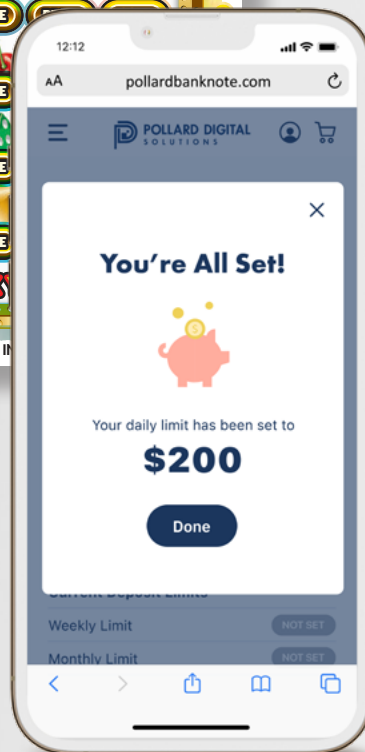 12:12
AA
pollardbanknote.com
POLLARD DIGITAL
SOLUTIONS
You're All Set!
$
Your daily limit has been set to
$200
Done
Current Deposit Limits
Weekly Limit
NOT SET
Monthly Limit
NOT SET